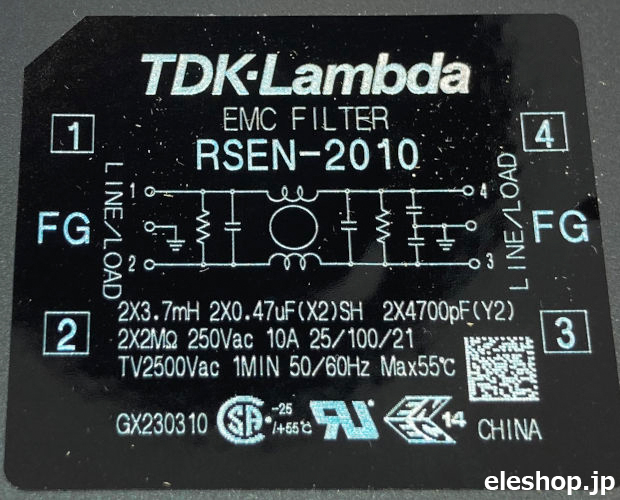 TDK·Lambda
EMC FILTER
RSEN-2010
1
4
LINE/LOAD
LINE/LOAD
1
4
FG
FG
2
3
2
3
2X3.7mH 2X0.47uF(X2)SH 2X4700pF(Y2)
2X2MΩ 250Vac 10A 25/100/21
TV2500Vac 1MIN 50/60Hz Max55℃
GX230310
SA
-25
/+55℃
14
CHINA
eleshop.jp